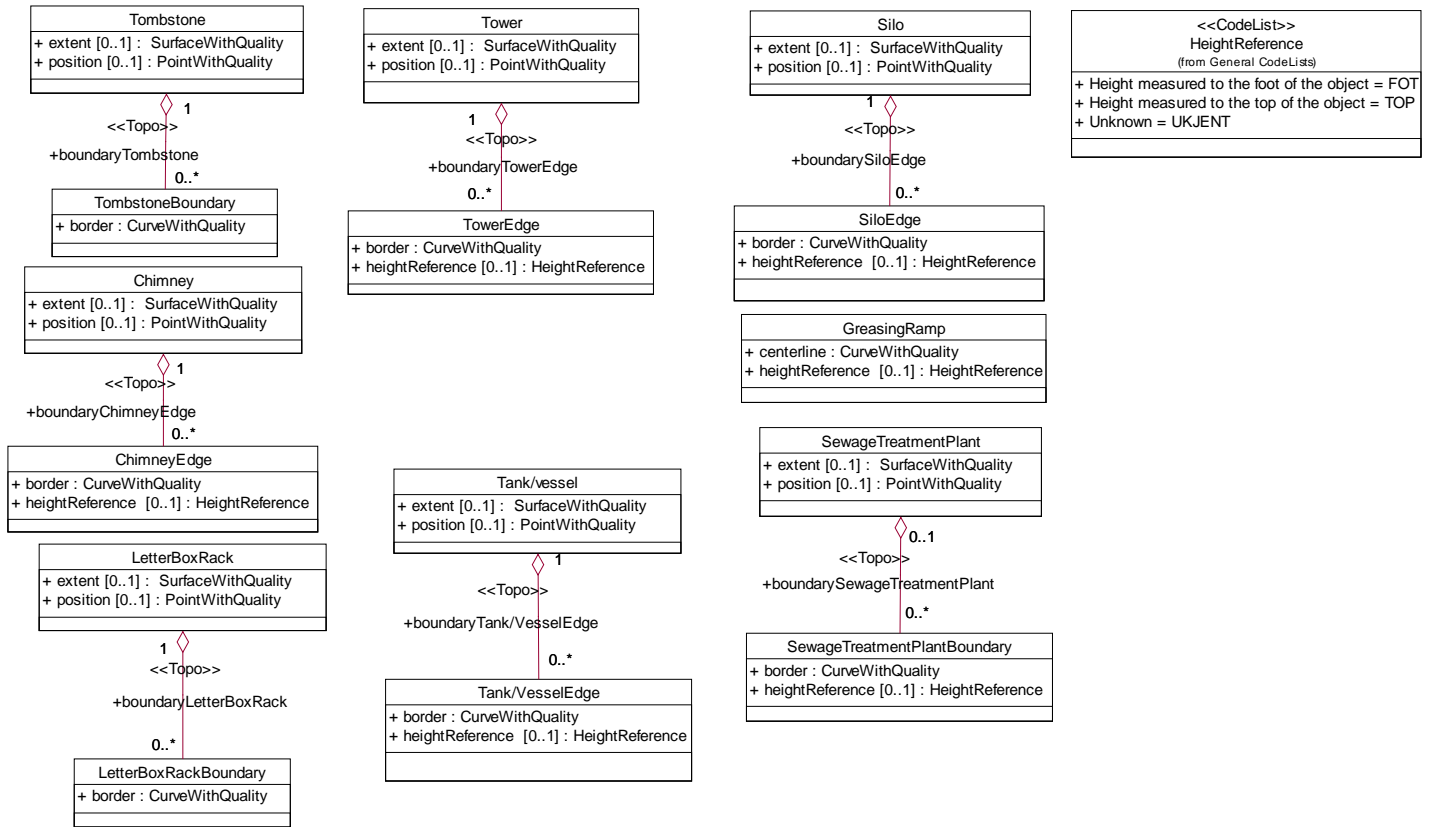 Tombstone
+ extent [0..1] : SurfaceWithQuality
+ position [0..1] : PointWithQuality
1
<<Topo>>
+boundaryTombstone
0..*
TombstoneBoundary
+ border : CurveWithQuality
Chimney
+ extent [0..1] : SurfaceWithQuality
+ position [0..1] : PointWithQuality
1
<<Topo>>
+boundaryChimneyEdge
0..*
ChimneyEdge
+ border : CurveWithQuality
+ heightReference [0..1] : HeightReference
LetterBoxRack
+ extent [0..1] : SurfaceWithQuality
+ position [0..1] : PointWithQuality
1
<<Topo>>
+boundaryLetterBoxRack
0..*
LetterBoxRackBoundary
+ border : CurveWithQuality
Tower
+ extent [0..1] : SurfaceWithQuality
+ position [0..1] : PointWithQuality
1
<<Topo>>
+boundaryTowerEdge
0..*
TowerEdge
+ border : CurveWithQuality
+ heightReference [0..1] : HeightReference
Tank/vessel
+ extent [0..1] : SurfaceWithQuality
+ position [0..1] : PointWithQuality
1
<<Topo>>
+boundaryTank/VesselEdge
0..*
Tank/VesselEdge
+ border : CurveWithQuality
+ heightReference [0..1] : HeightReference
Silo
+ extent [0..1] : SurfaceWithQuality
+ position [0..1] : PointWithQuality
1
<<Topo>>
+boundarySiloEdge
0..*
SiloEdge
+ border : CurveWithQuality
+ heightReference [0..1] : HeightReference
GreasingRamp
+ centerline : CurveWithQuality
+ heightReference [0..1] : HeightReference
SewageTreatmentPlant
+ extent [0..1] : SurfaceWithQuality
+ position [0..1] : PointWithQuality
0..1
<<Topo>>
+boundarySewageTreatmentPlant
0..*
SewageTreatmentPlantBoundary
+ border : CurveWithQuality
+ heightReference [0..1] : HeightReference
<<CodeList>>
HeightReference
(from General CodeLists)
+ Height measured to the foot of the object = FOT
+ Height measured to the top of the object = TOP
+ Unknown = UKJENT